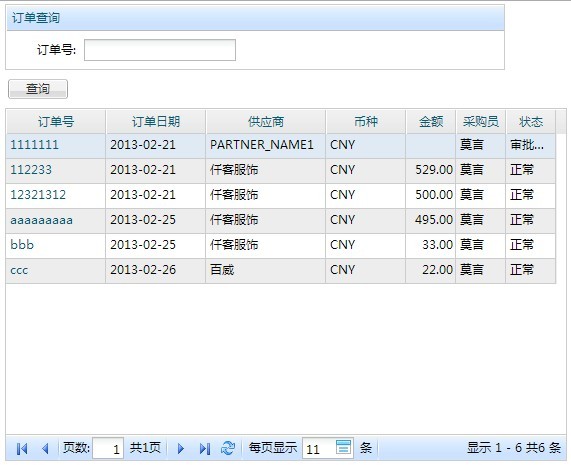 订单查询
订单号:
查询
订单号 订单日期 供应商 币种 金额 采购员 状态
1111111 2013-02-21 PARTNER_NAME1 CNY 莫言 审批...
112233 2013-02-21 仟客服饰 CNY 529.00 莫言 正常
12321312 2013-02-21 仟客服饰 CNY 500.00 莫言 正常
aaaaaaaaa 2013-02-25 仟客服饰 CNY 495.00 莫言 正常
bbb 2013-02-25 仟客服饰 CNY 33.00 莫言 正常
ccc 2013-02-26 百威 CNY 22.00 莫言 正常
页数: 1 共1页 每页显示 11 条 显示 1 - 6 共6 条